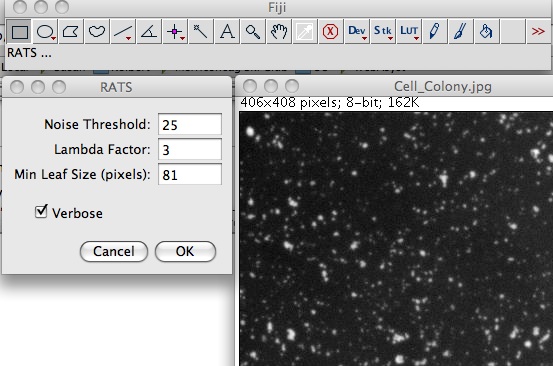 Fiji
A
Dev
Stk
LUT
>>
RATS ...
RATS
Noise Threshold: 25
Lambda Factor: 3
Min Leaf Size (pixels): 81
Verbose
Cancel OK
Cell_Colony.jpg
406x408 pixels; 8-bit; 162K